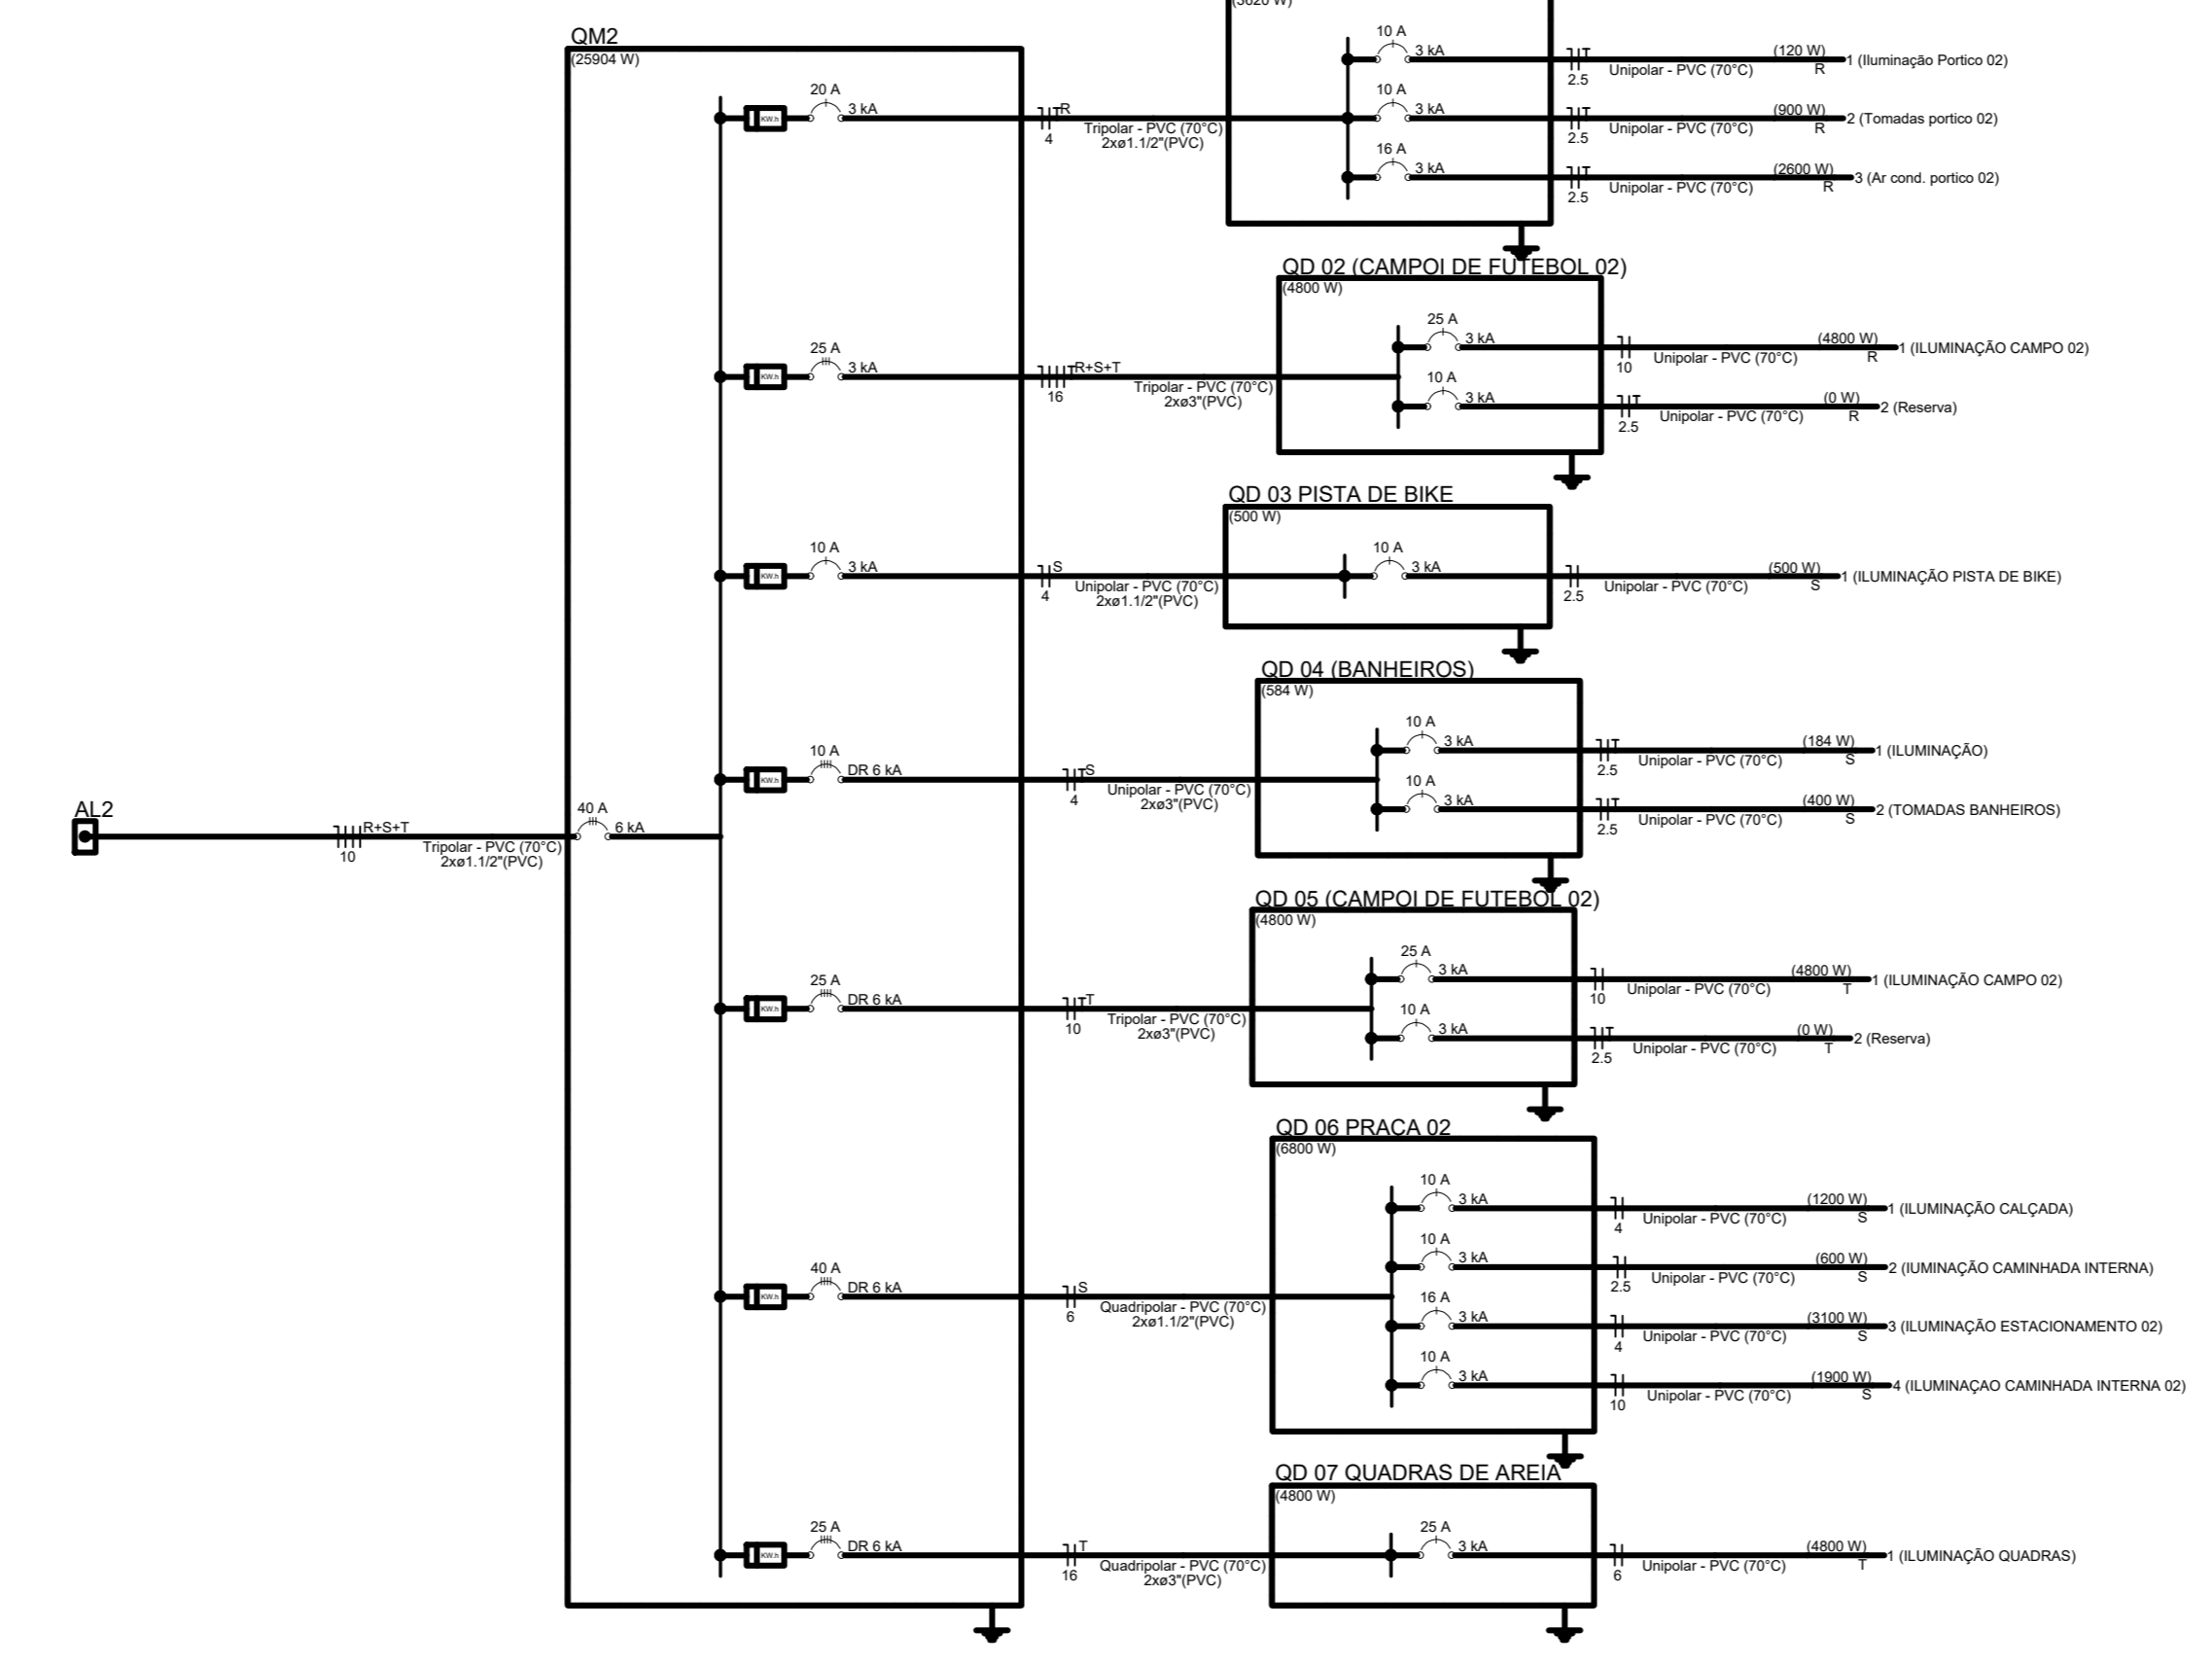 (3620 W)
10 A
3 kA
T
2.5
Unipolar - PVC (70°C)
(120 W)
R
1 (Iluminação Portico 02)
10 A
3 kA
T
2.5
Unipolar - PVC (70°C)
(900 W)
R
2 (Tomadas portico 02)
16 A
3 kA
T
2.5
Unipolar - PVC (70°C)
(2600 W)
R
3 (Ar cond. portico 02)
QM2
(25904 W)
KW.h
20 A
3 kA
T
R
4
Tripolar - PVC (70°C)
2xø1.1/2"(PVC)
KW.h
25 A
3 kA
T
R+S+T
16
Tripolar - PVC (70°C)
2xø3"(PVC)
QD 02 (CAMPOI DE FUTEBOL 02)
(4800 W)
25 A
3 kA
10
Unipolar - PVC (70°C)
(4800 W)
R
1 (ILUMINAÇÃO CAMPO 02)
10 A
3 kA
T
2.5
Unipolar - PVC (70°C)
(0 W)
R
2 (Reserva)
KW.h
10 A
3 kA
S
4
Unipolar - PVC (70°C)
2xø1.1/2"(PVC)
QD 03 PISTA DE BIKE
(500 W)
10 A
3 kA
2.5
Unipolar - PVC (70°C)
(500 W)
S
1 (ILUMINAÇÃO PISTA DE BIKE)
KW.h
10 A
DR 6 kA
T
S
4
Unipolar - PVC (70°C)
2xø3"(PVC)
QD 04 (BANHEIROS)
(584 W)
10 A
3 kA
T
2.5
Unipolar - PVC (70°C)
(184 W)
S
1 (ILUMINAÇÃO)
10 A
3 kA
T
2.5
Unipolar - PVC (70°C)
(400 W)
S
2 (TOMADAS BANHEIROS)
AL2
R+S+T
10
Tripolar - PVC (70°C)
2xø1.1/2"(PVC)
40 A
6 kA
KW.h
25 A
DR 6 kA
T
T
10
Tripolar - PVC (70°C)
2xø3"(PVC)
QD 05 (CAMPOI DE FUTEBOL 02)
(4800 W)
25 A
3 kA
10
Unipolar - PVC (70°C)
(4800 W)
T
1 (ILUMINAÇÃO CAMPO 02)
10 A
3 kA
T
2.5
Unipolar - PVC (70°C)
(0 W)
T
2 (Reserva)
KW.h
40 A
DR 6 kA
S
6
Quadripolar - PVC (70°C)
2xø1.1/2"(PVC)
QD 06 PRACA 02
(6800 W)
10 A
3 kA
4
Unipolar - PVC (70°C)
(1200 W)
S
1 (ILUMINAÇÃO CALÇADA)
10 A
3 kA
2.5
Unipolar - PVC (70°C)
(600 W)
S
2 (IUMINAÇÃO CAMINHADA INTERNA)
16 A
3 kA
4
Unipolar - PVC (70°C)
(3100 W)
S
3 (ILUMINAÇÃO ESTACIONAMENTO 02)
10 A
3 kA
10
Unipolar - PVC (70°C)
(1900 W)
S
4 (ILUMINAÇAO CAMINHADA INTERNA 02)
KW.h
25 A
DR 6 kA
T
16
Quadripolar - PVC (70°C)
2xø3"(PVC)
QD 07 QUADRAS DE AREIA
(4800 W)
25 A
3 kA
6
Unipolar - PVC (70°C)
(4800 W)
T
1 (ILUMINAÇÃO QUADRAS)